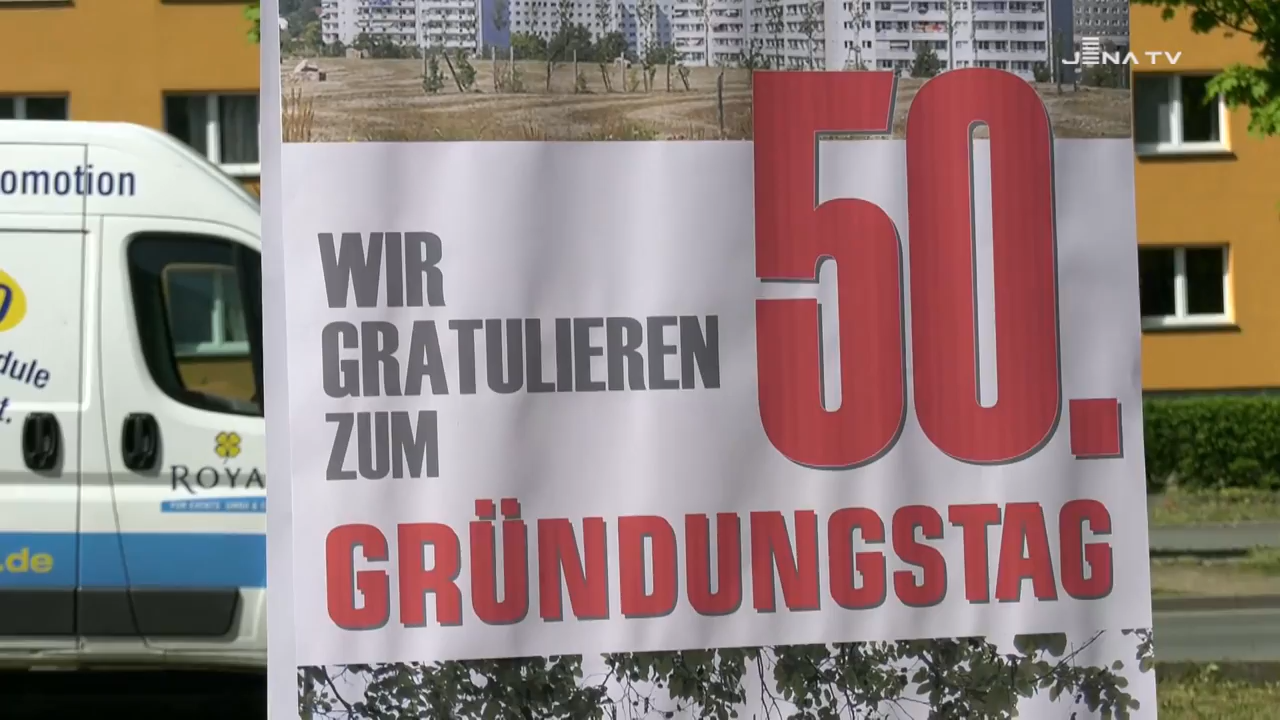 JENA TV
WIR
GRATULIEREN
ZUM
50.
GRÜNDUNGSTAG
omotion
dule
t.
ROYA
.de